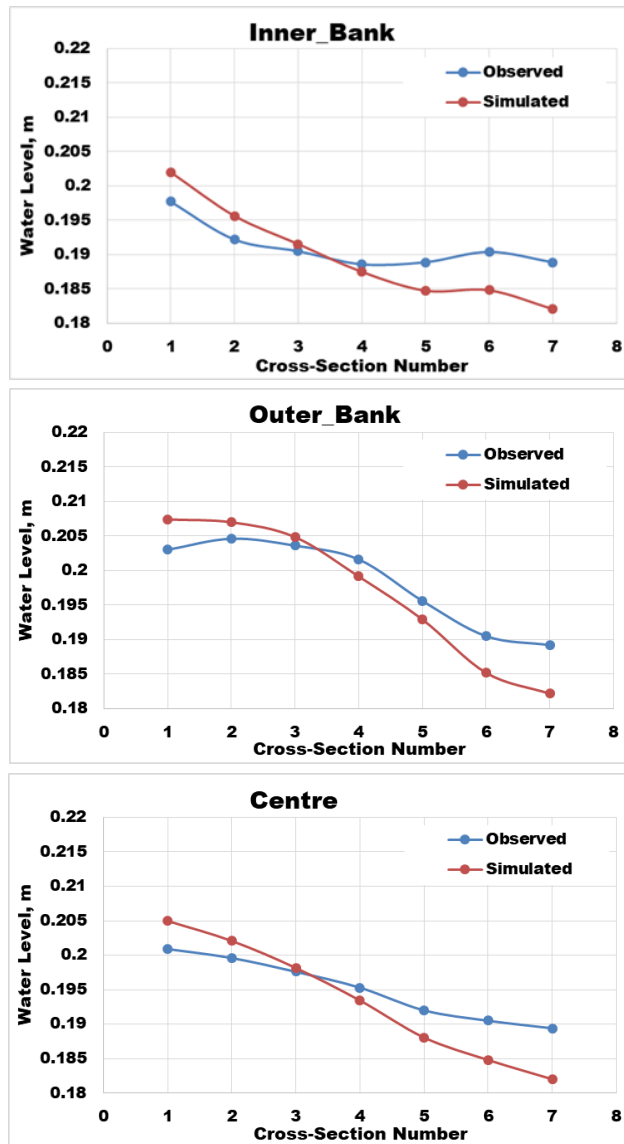 Inner_Bank
0.22
0.215
0.21
0.205
0.2
0.195
0.19
0.185
0.18
Water Level, m
Observed
Simulated
0 1 2 3 4 5 6 7 8
Cross-Section Number
Outer_Bank
0.22
0.215
0.21
0.205
0.2
0.195
0.19
0.185
0.18
Water Level, m
Observed
Simulated
0 1 2 3 4 5 6 7 8
Cross-Section Number
Centre
0.22
0.215
0.21
0.205
0.2
0.195
0.19
0.185
0.18
Water Level, m
Observed
Simulated
0 1 2 3 4 5 6 7 8
Cross-Section Number